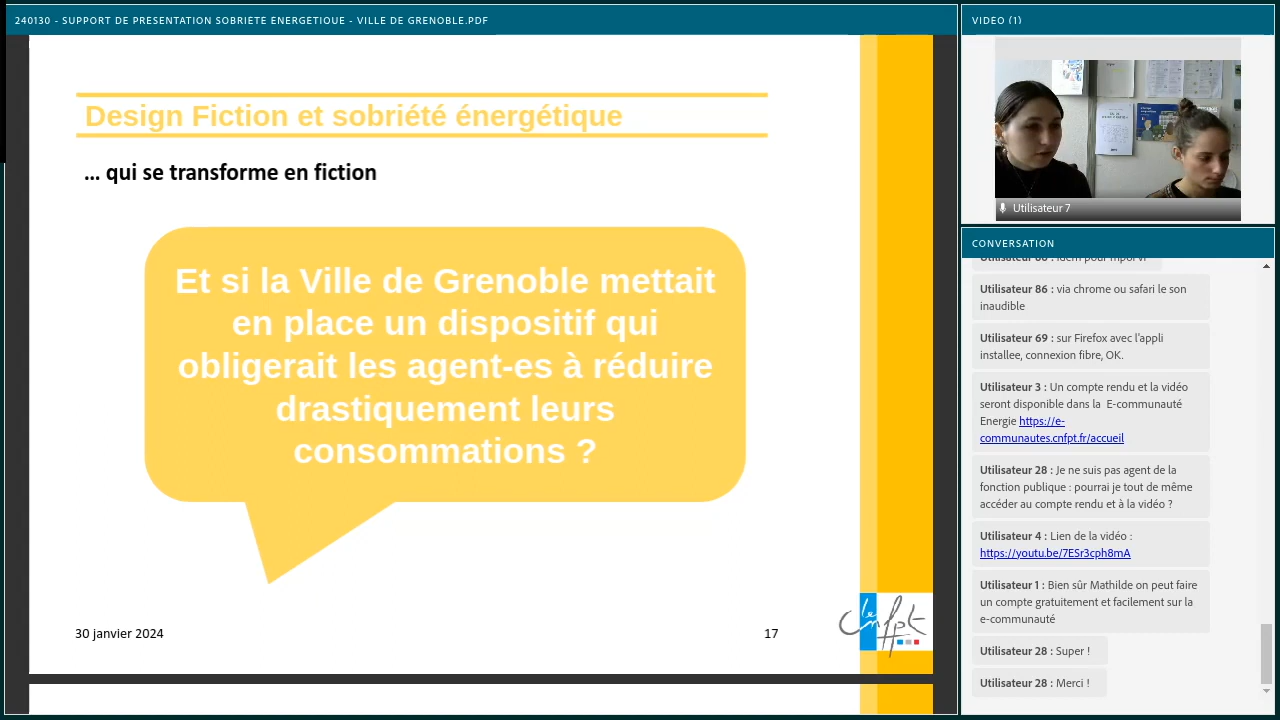 240130 - SUPPORT DE PRÉSENTATION SOBRIÉTÉ ÉNERGÉTIQUE - VILLE DE GRENOBLE.PDF
Design Fiction et sobriété énergétique
... qui se transforme en fiction
Et si la Ville de Grenoble mettait
en place un dispositif qui
obligerait les agent-es à réduire
drastiquement leurs
consommations ?
30 janvier 2024
17
le cnfpt
VIDÉO (1)
Utilisateur 7
CONVERSATION
Utilisateur 86 : via chrome ou safari le son
inaudible
Utilisateur 69 : sur Firefox avec l'appli
installee, connexion fibre, OK.
Utilisateur 3 : Un compte rendu et la vidéo
seront disponible dans la E-communauté
Energie https://e-
communautes.cnfpt.fr/accueil
Utilisateur 28 : Je ne suis pas agent de la
fonction publique : pourrai je tout de même
accéder au compte rendu et à la vidéo ?
Utilisateur 4 : Lien de la vidéo :
https://youtu.be/7ESr3cph8mA
Utilisateur 1 : Bien sûr Mathilde on peut faire
un compte gratuitement et facilement sur la
e-communauté
Utilisateur 28 : Super !
Utilisateur 28 : Merci !